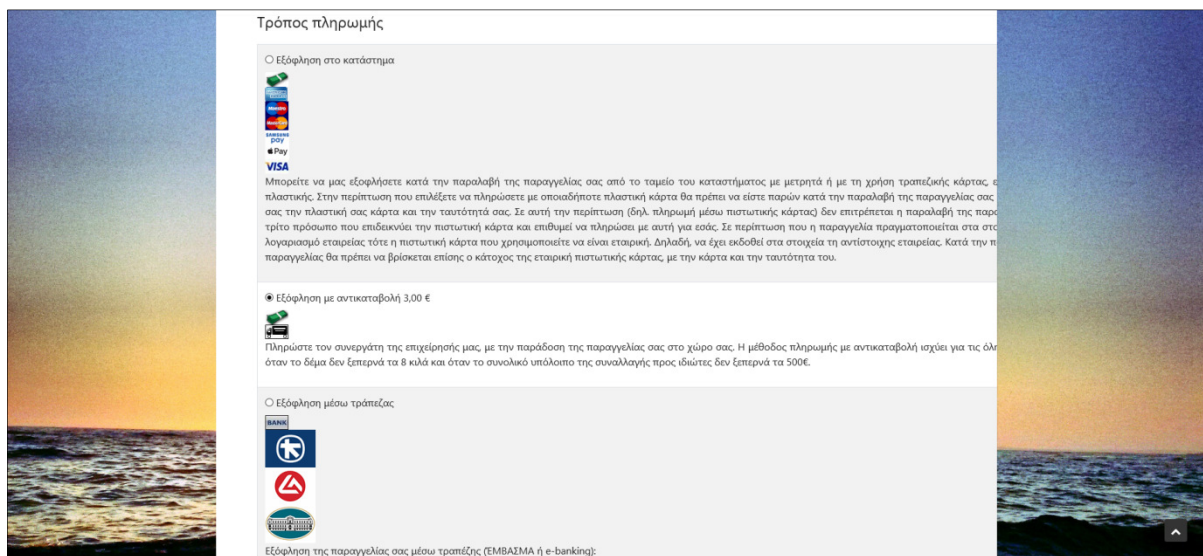 Τρόπος πληρωμής
Εξόφληση στο κατάστημα
Maestro
MasterCard
SAMSUNG
pay
Pay
VISA
Μπορείτε να μας εξοφλήσετε κατά την παραλαβή της παραγγελίας σας από το ταμείο του καταστήματος με μετρητά ή με τη χρήση τραπεζικής κάρτας,
πλαστικής. Στην περίπτωση που επιλέξετε να πληρώσετε με οποιαδήποτε πλαστική κάρτα θα πρέπει να είστε παρών κατά την παραλαβή της παραγγελίας σας
σας την πλαστική σας κάρτα και την ταυτότητά σας. Σε αυτή την περίπτωση (δηλ. πληρωμή μέσω πιστωτικής κάρτας) δεν επιτρέπεται η παραλαβή της
τρίτο πρόσωπο που επιδεικνύει την πιστωτική κάρτα και επιθυμεί να πληρώσει με αυτή για εσάς. Σε περίπτωση που η παραγγελία πραγματοποιείται στα
λογαριασμό εταιρείας τότε η πιστωτική κάρτα που χρησιμοποιείτε να είναι εταιρική. Δηλαδή, να έχει εκδοθεί στα στοιχεία τη αντίστοιχης εταιρείας. Κατά την
παραγγελίας θα πρέπει να βρίσκεται επίσης ο κάτοχος της εταιρική πιστωτικής κάρτας, με την κάρτα και την ταυτότητα του.
Εξόφληση με αντικαταβολή 3,00 €
Πληρώστε τον συνεργάτη της επιχείρησής μας, με την παράδοση της παραγγελίας σας στο χώρο σας. Η μέθοδος πληρωμής με αντικαταβολή ισχύει για τις
όταν το δέμα δεν ξεπερνά τα 8 κιλά και όταν το συνολικό υπόλοιπο της συναλλαγής προς ιδιώτες δεν ξεπερνά τα 500€.
Εξόφληση μέσω τράπεζας
BANK
Εξόφληση της παραγγελίας σας μέσω τραπέζης (ΈΜΒΑΣΜΑ ή e-banking):